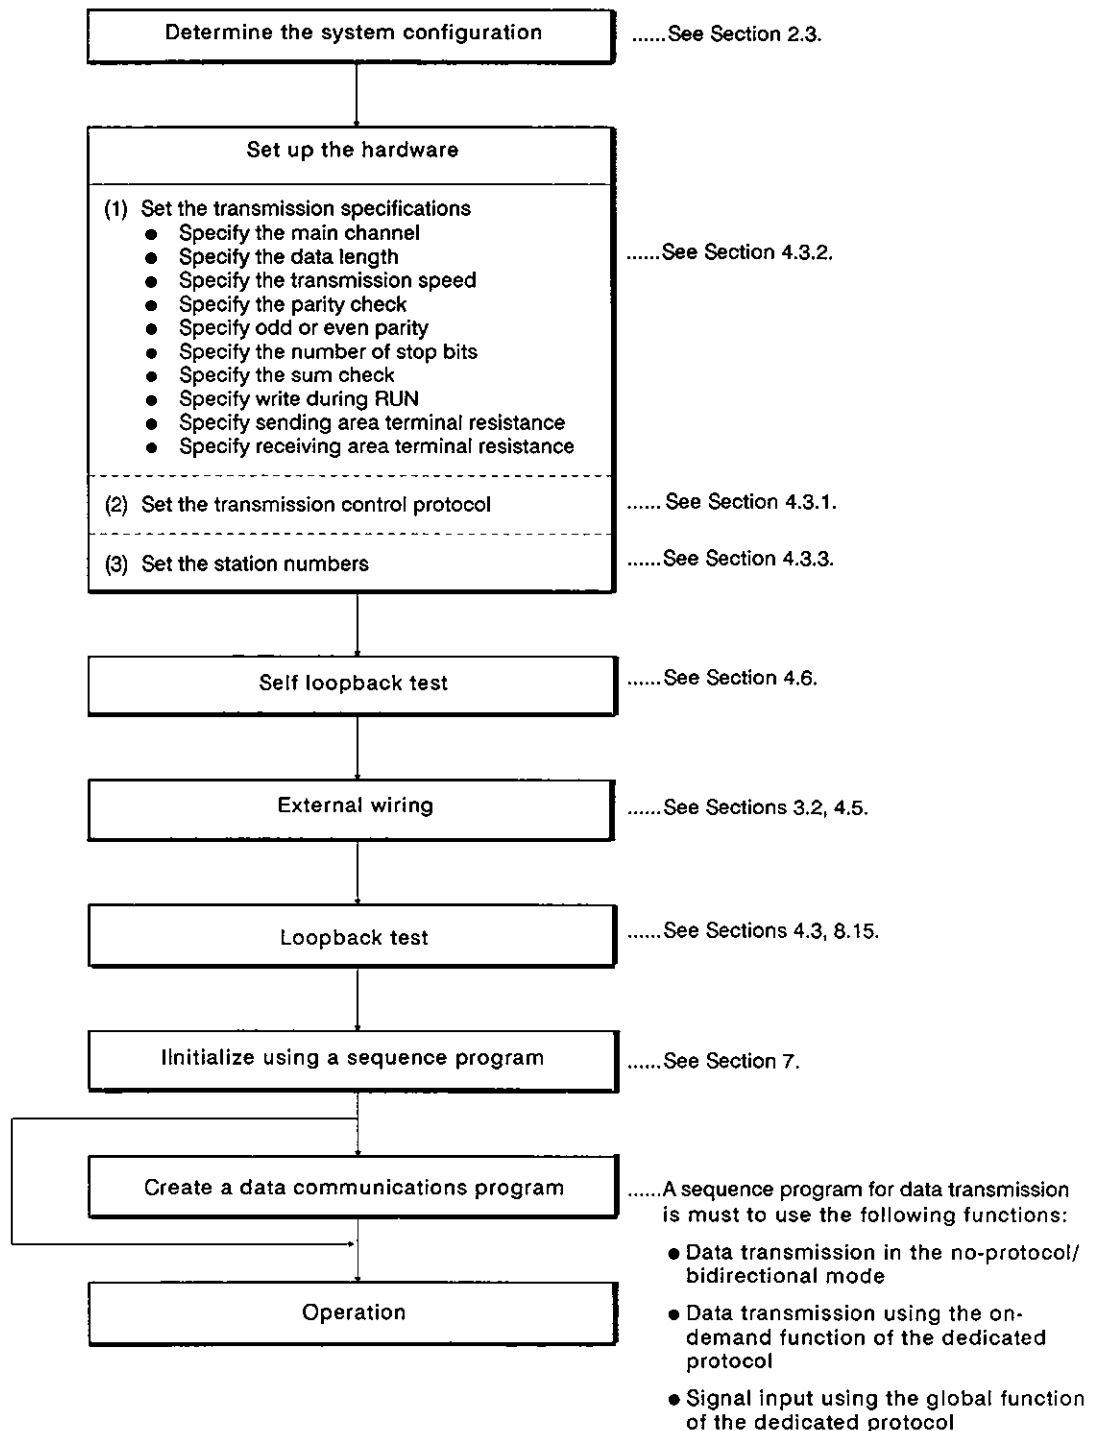 Determine the system configuration ......See Section 2.3.
Set up the hardware
(1) Set the transmission specifications
● Specify the main channel
● Specify the data length ......See Section 4.3.2.
● Specify the transmission speed
● Specify the parity check
● Specify odd or even parity
● Specify the number of stop bits
● Specify the sum check
● Specify write during RUN
● Specify sending area terminal resistance
● Specify receiving area terminal resistance
(2) Set the transmission control protocol ...... See Section 4.3.1.
(3) Set the station numbers ......See Section 4.3.3.
Self loopback test ......See Section 4.6.
External wiring ......See Sections 3.2, 4.5.
Loopback test ......See Sections 4.3, 8.15.
IInitialize using a sequence program ......See Section 7.
Create a data communications program ......A sequence program for data transmission
is must to use the following functions:
● Data transmission in the no-protocol/
bidirectional mode
Operation
● Data transmission using the on-
demand function of the dedicated
protocol
● Signal input using the global function
of the dedicated protocol